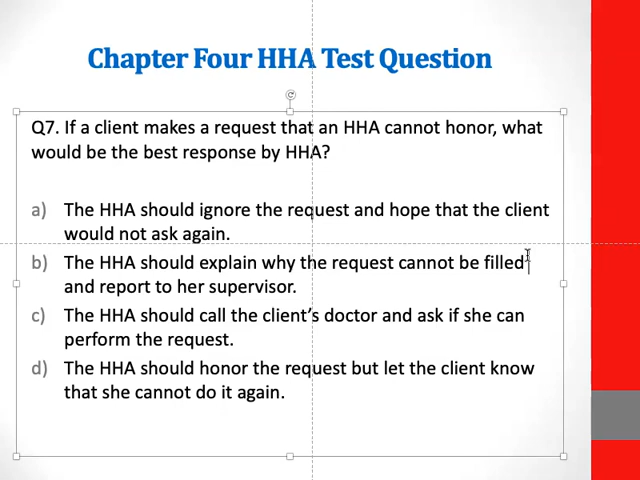 Chapter Four HHA Test Question
Q7. If a client makes a request that an HHA cannot honor, what
would be the best response by HHA?
a) The HHA should ignore the request and hope that the client
would not ask again.
b) The HHA should explain why the request cannot be filled
and report to her supervisor.
c) The HHA should call the client's doctor and ask if she can
perform the request.
d) The HHA should honor the request but let the client know
that she cannot do it again.